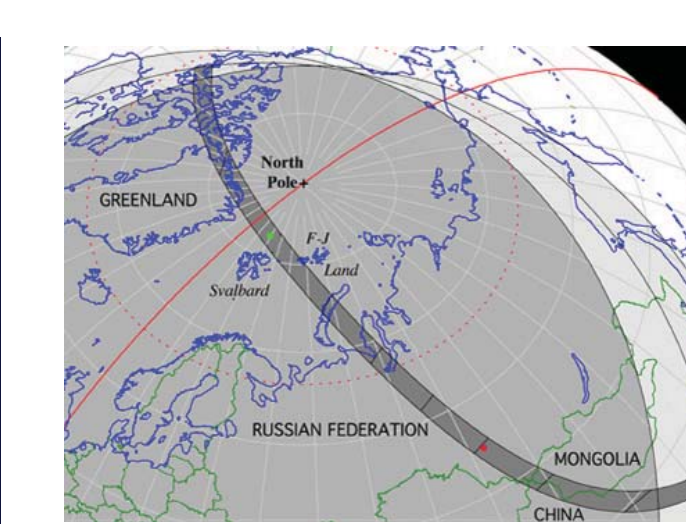 North
Pole+
GREENLAND
F-J
Land
Svalbard
RUSSIAN FEDERATION
MONGOLIA
CHINA